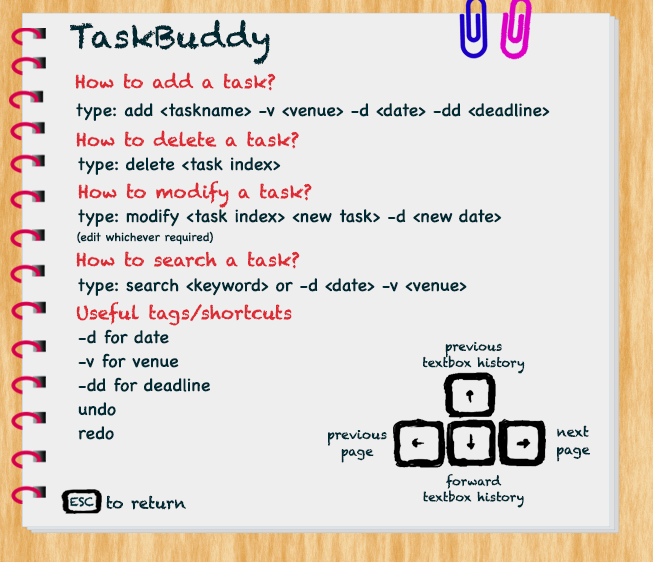 TaskBuddy
How to add a task?
type: add <taskname> -v <venue> -d <date> -dd <deadline>
How to delete a task?
type: delete <task index>
How to modify a task?
type: modify <task index> <new task> -d <new date>
(edit whichever required)
How to search a task?
type: search <keyword> or -d <date> -v <venue>
Useful tags/shortcuts
-d for date
-v for venue
-dd for deadline
undo
redo
previous
textbox history
previous
page
next
page
forward
textbox history
ESC to return